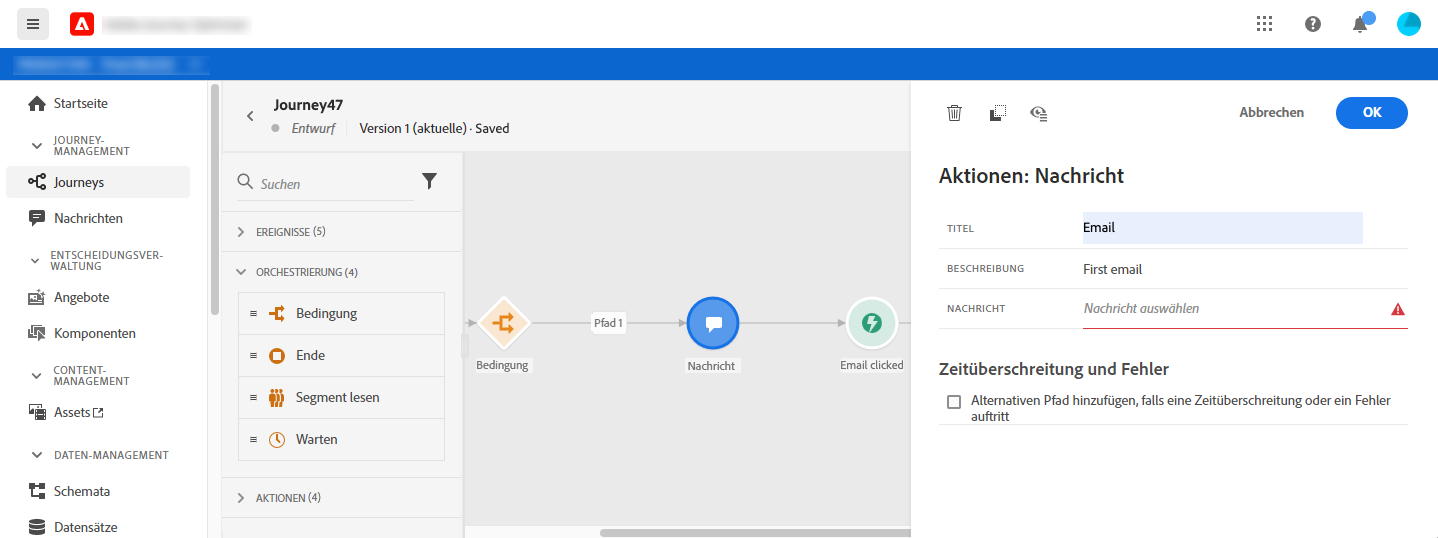 Startseite
JOURNEY-
MANAGEMENT
Journeys
Nachrichten
ENTSCHEIDUNGSVER-
WALTUNG
Angebote
Komponenten
CONTENT-
MANAGEMENT
Assets
DATEN-MANAGEMENT
Schemata
Datensätze
Journey47
Entwurf
Version 1 (aktuelle) · Saved
Suchen
EREIGNISSE (5)
ORCHESTRIERUNG (4)
Bedingung
Ende
Segment lesen
Warten
AKTIONEN (4)
Bedingung
Pfad 1
Nachricht
Email clicked
Abbrechen
OK
Aktionen: Nachricht
TITEL
Email
BESCHREIBUNG
First email
NACHRICHT
Nachricht auswählen
Zeitüberschreitung und Fehler
Alternativen Pfad hinzufügen, falls eine Zeitüberschreitung oder ein Fehler
auftritt